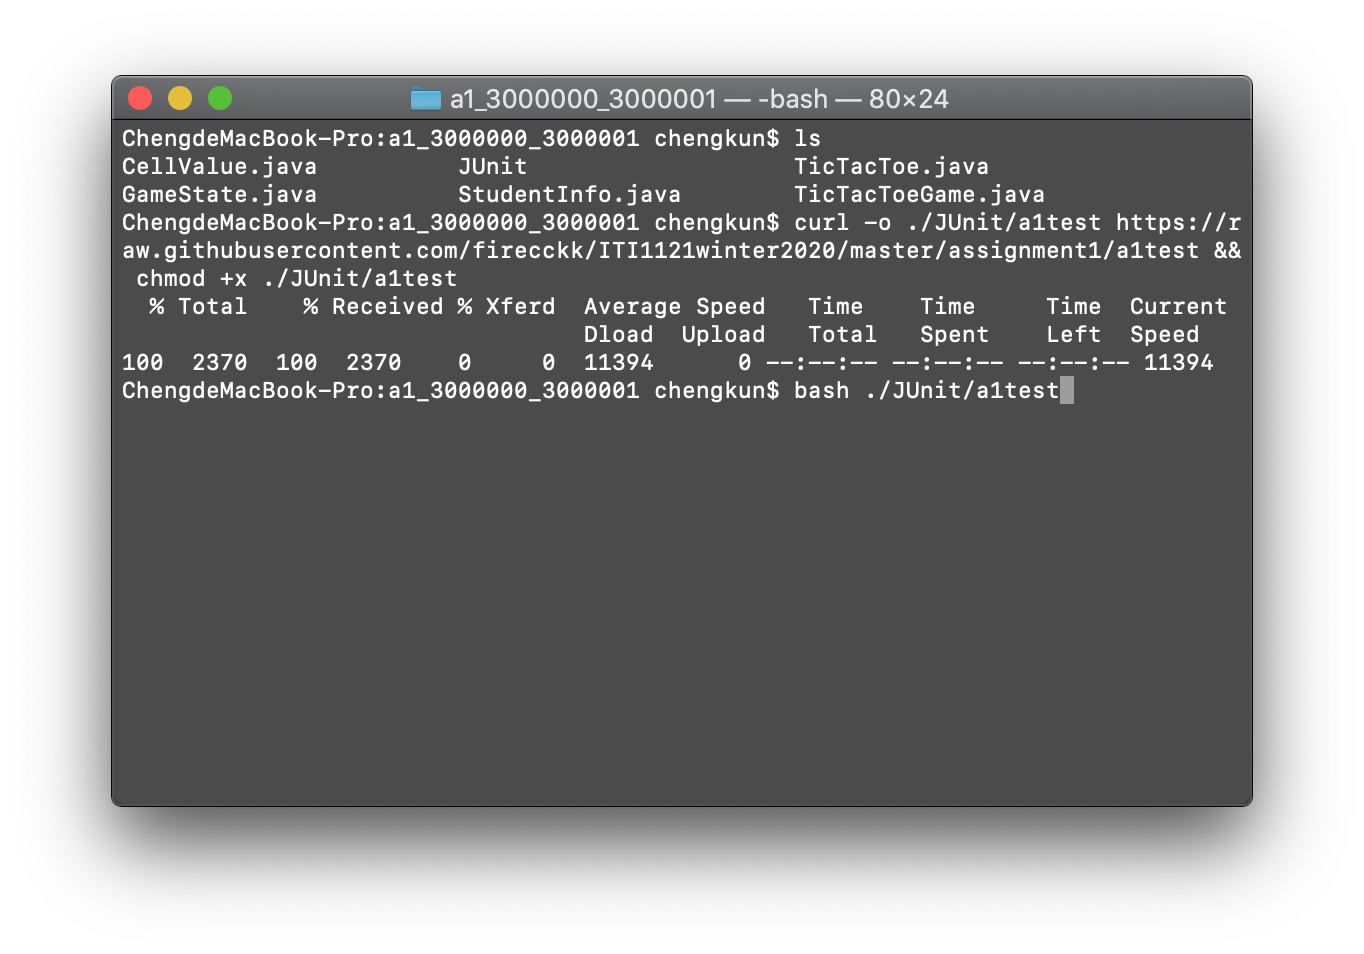 a1_3000000_3000001 — -bash — 80×24
ChengdeMacBook-Pro:a1_3000000_3000001 chengkun$ ls
CellValue.java          JUnit                   TicTacToe.java
GameState.java          StudentInfo.java        TicTacToeGame.java
ChengdeMacBook-Pro:a1_3000000_3000001 chengkun$ curl -o ./JUnit/a1test https://r
aw.githubusercontent.com/firecckk/ITI1121winter2020/master/assignment1/a1test &&
 chmod +x ./JUnit/a1test
  % Total    % Received % Xferd  Average Speed   Time    Time     Time  Current
                                 Dload  Upload   Total   Spent    Left  Speed
100  2370  100  2370    0     0  11394      0 --:--:-- --:--:-- --:--:-- 11394
ChengdeMacBook-Pro:a1_3000000_3000001 chengkun$ bash ./JUnit/a1test